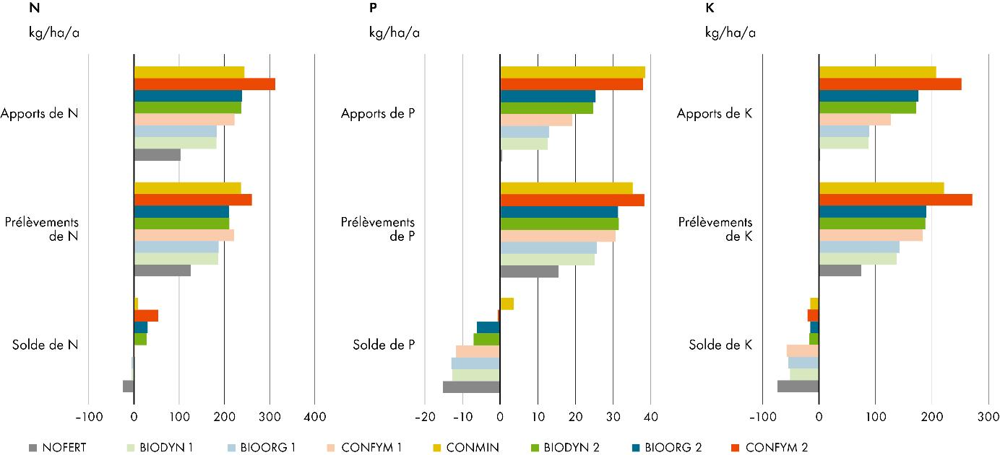 N
kg/ha/a
Apports de N
Prélèvements
de N
Solde de N
-100 0 100 200 300 400
P
kg/ha/a
Apports de P
Prélèvements
de P
Solde de P
-20 -10 0 10 20 30 40
K
kg/ha/a
Apports de K
Prélèvements
de K
Solde de K
-100 0 100 200 300
NOFERT BIODYN 1 BIOORG 1 CONFYM 1 CONMIN BIODYN 2 BIOORG 2 CONFYM 2